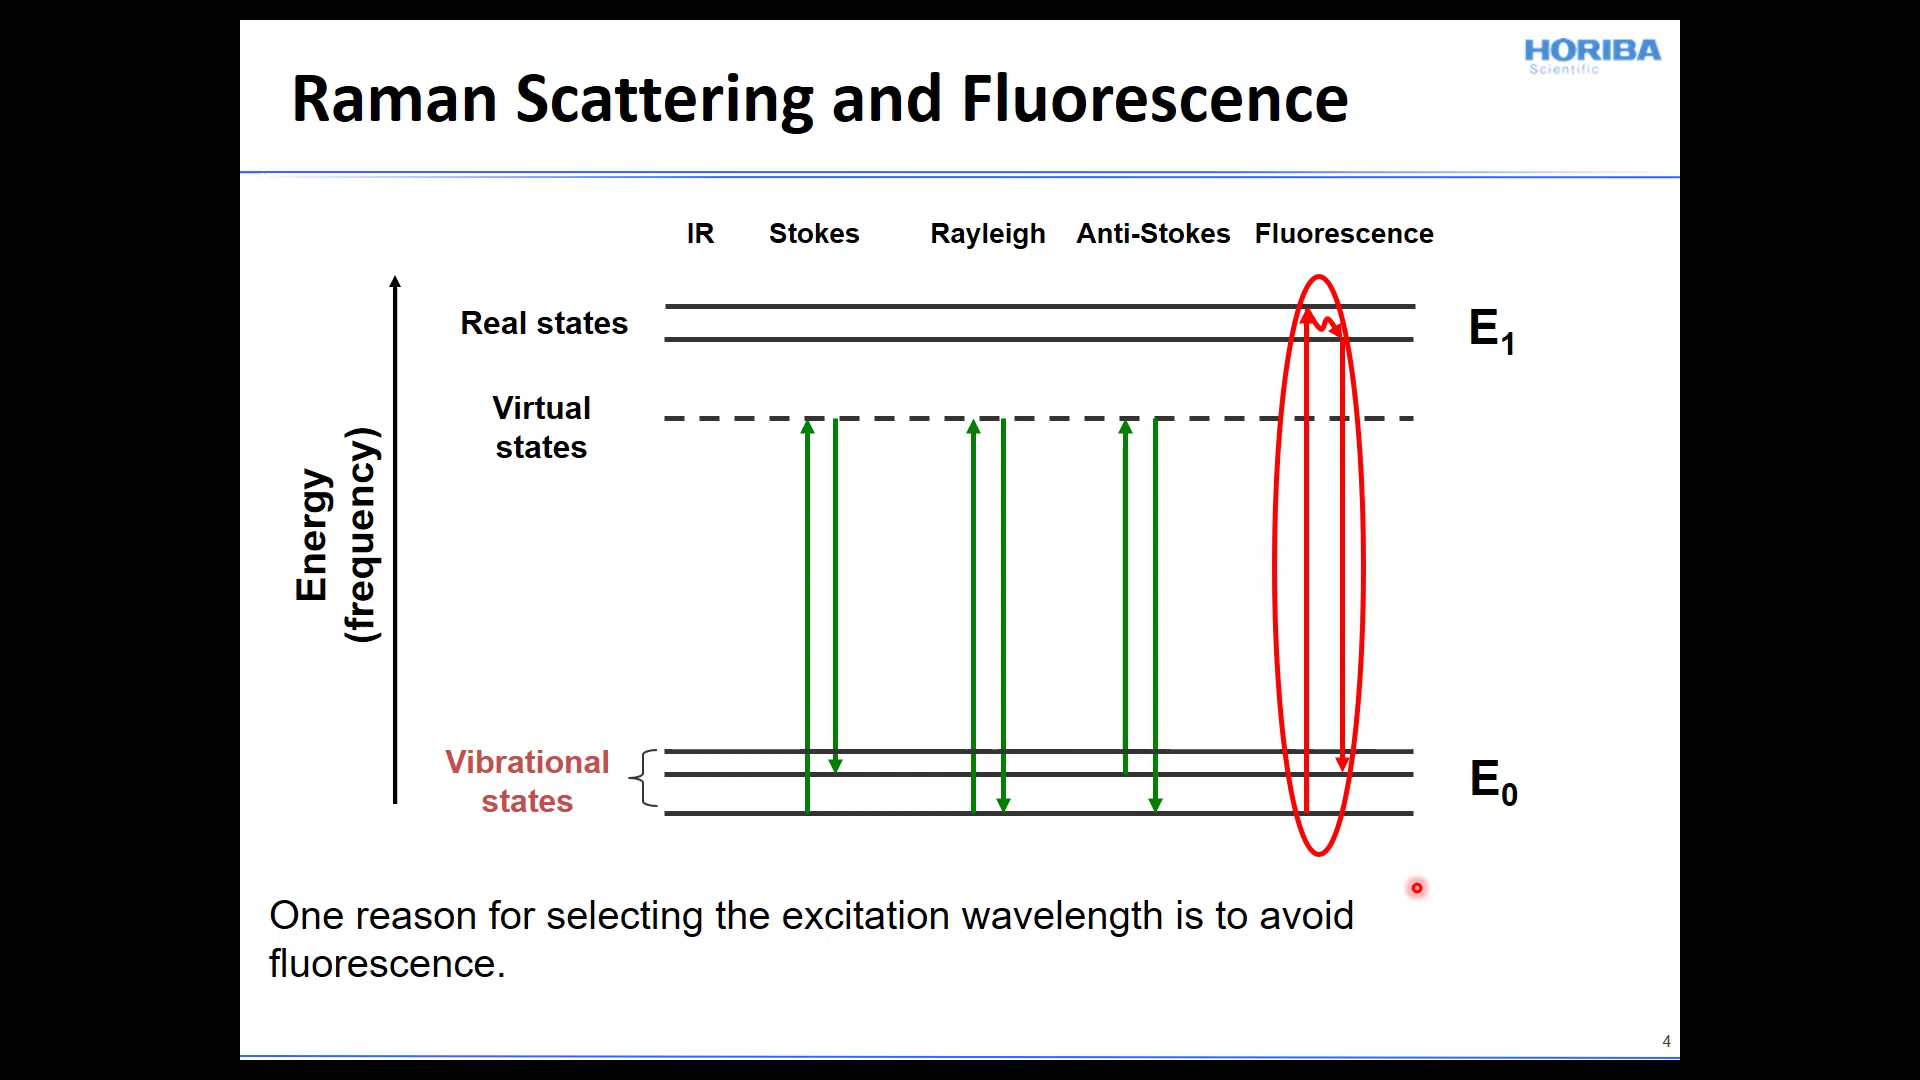 HORIBA
Scientific
Raman Scattering and Fluorescence
IR Stokes Rayleigh Anti-Stokes Fluorescence
Real states
E1
Virtual
states
Energy
(frequency)
Vibrational
states
E0
One reason for selecting the excitation wavelength is to avoid
fluorescence.
4